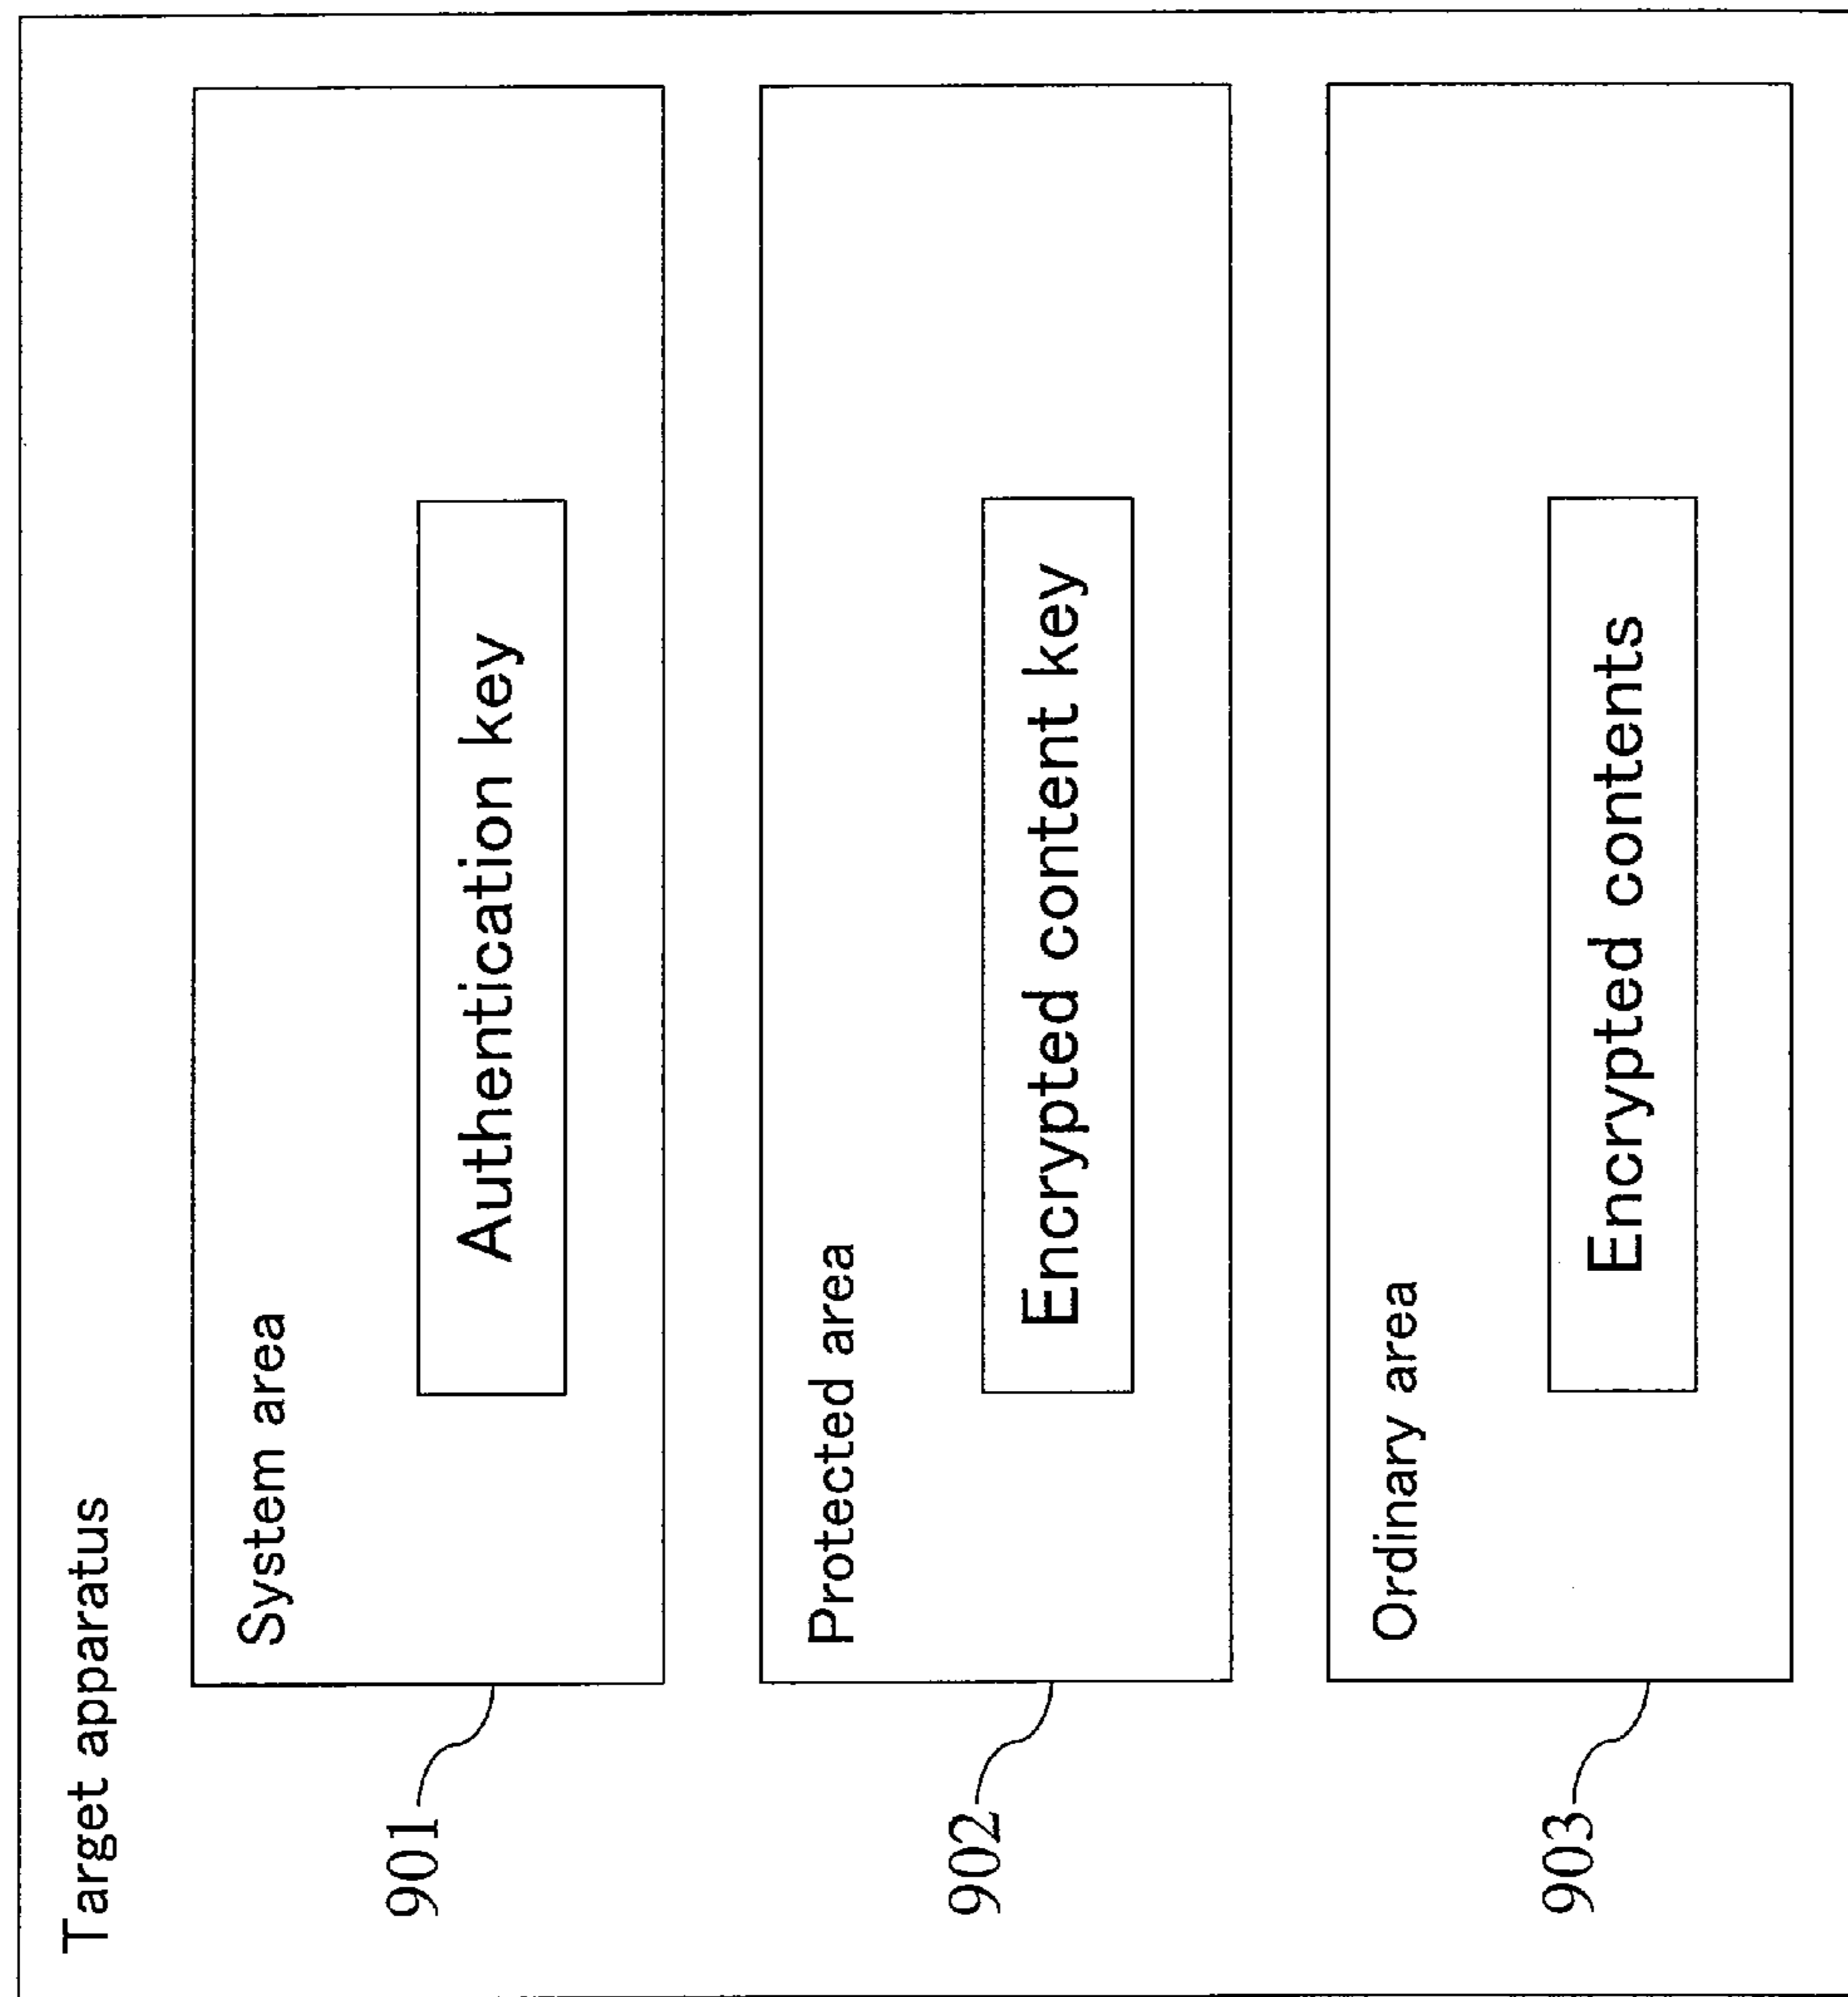 Target apparatus
901
System area
Authentication key
902
Protected area
Encrypted content key
903
Ordinary area
Encrypted contents